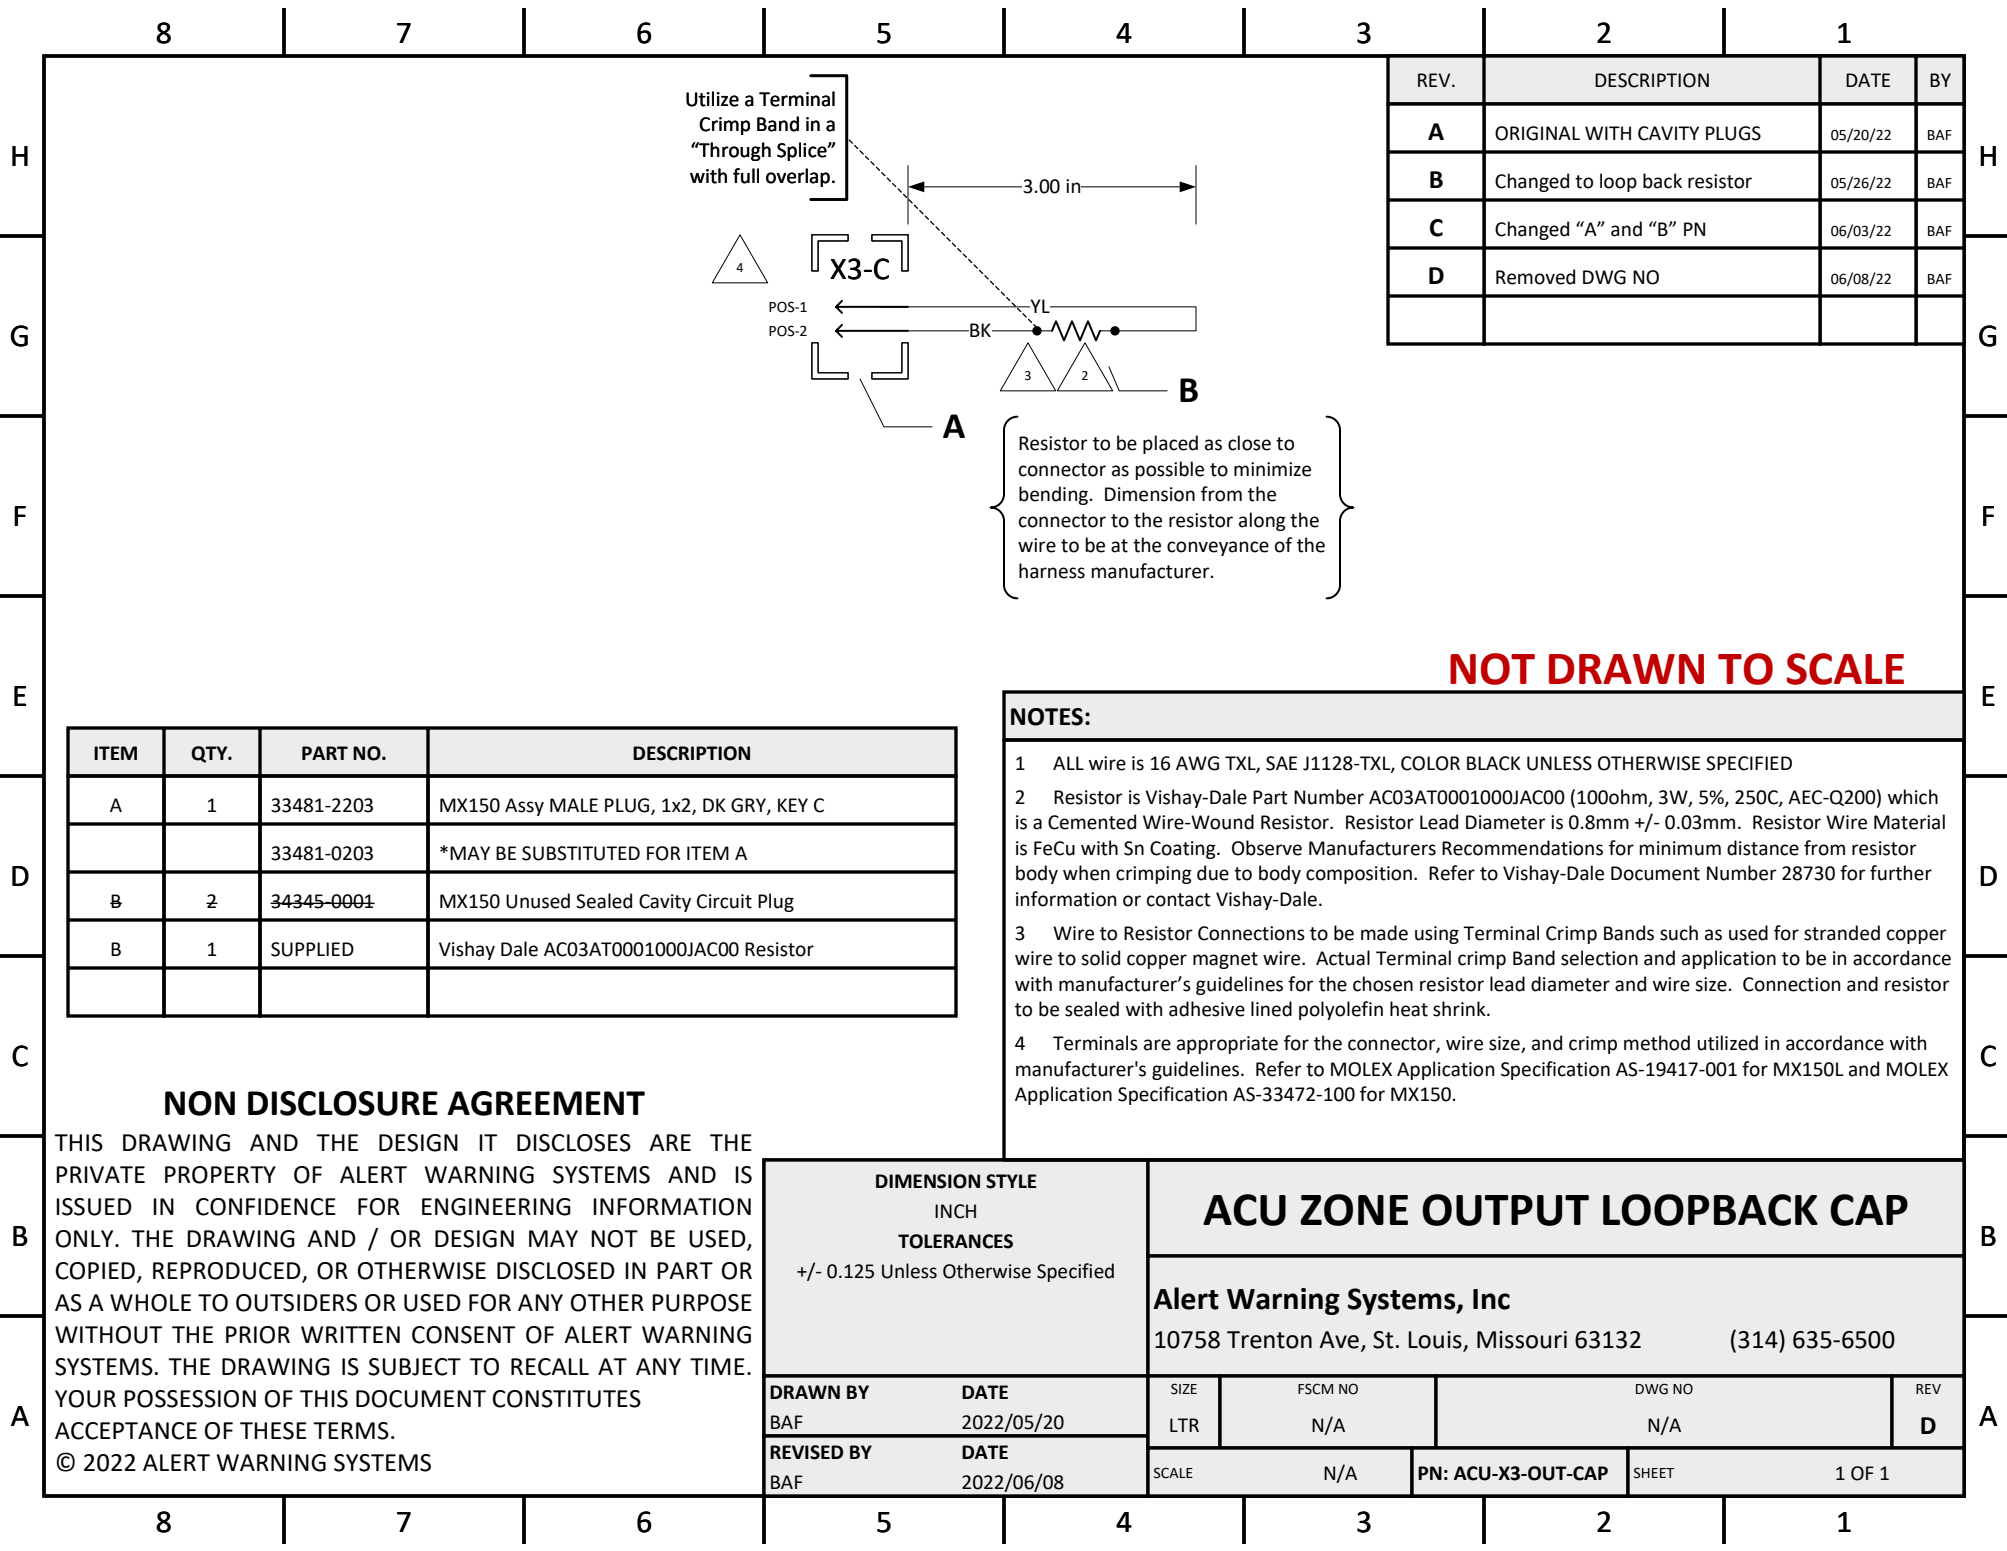 8 7 6 5 4 3 2 1
H
G
F
E
D
C
B
A
Utilize a Terminal
Crimp Band in a
“Through Splice”
with full overlap.
3.00 in
4
X3-C
POS-1
POS-2
YL
BK
3
2
B
A
Resistor to be placed as close to
connector as possible to minimize
bending. Dimension from the
connector to the resistor along the
wire to be at the conveyance of the
harness manufacturer.
REV. DESCRIPTION DATE BY
A ORIGINAL WITH CAVITY PLUGS 05/20/22 BAF
B Changed to loop back resistor 05/26/22 BAF
C Changed “A” and “B” PN 06/03/22 BAF
D Removed DWG NO 06/08/22 BAF
H
G
F
E
D
C
B
A
NOT DRAWN TO SCALE
ITEM QTY. PART NO. DESCRIPTION
A 1 33481-2203 MX150 Assy MALE PLUG, 1x2, DK GRY, KEY C
33481-0203 *MAY BE SUBSTITUTED FOR ITEM A
B 2 34345-0001 MX150 Unused Sealed Cavity Circuit Plug
B 1 SUPPLIED Vishay Dale AC03AT0001000JAC00 Resistor
NOTES:
1 ALL wire is 16 AWG TXL, SAE J1128-TXL, COLOR BLACK UNLESS OTHERWISE SPECIFIED
2 Resistor is Vishay-Dale Part Number AC03AT0001000JAC00 (100ohm, 3W, 5%, 250C, AEC-Q200) which
is a Cemented Wire-Wound Resistor. Resistor Lead Diameter is 0.8mm +/- 0.03mm. Resistor Wire Material
is FeCu with Sn Coating. Observe Manufacturers Recommendations for minimum distance from resistor
body when crimping due to body composition. Refer to Vishay-Dale Document Number 28730 for further
information or contact Vishay-Dale.
3 Wire to Resistor Connections to be made using Terminal Crimp Bands such as used for stranded copper
wire to solid copper magnet wire. Actual Terminal crimp Band selection and application to be in accordance
with manufacturer’s guidelines for the chosen resistor lead diameter and wire size. Connection and resistor
to be sealed with adhesive lined polyolefin heat shrink.
4 Terminals are appropriate for the connector, wire size, and crimp method utilized in accordance with
manufacturer's guidelines. Refer to MOLEX Application Specification AS-19417-001 for MX150L and MOLEX
Application Specification AS-33472-100 for MX150.
NON DISCLOSURE AGREEMENT
THIS DRAWING AND THE DESIGN IT DISCLOSES ARE THE
PRIVATE PROPERTY OF ALERT WARNING SYSTEMS AND IS
ISSUED IN CONFIDENCE FOR ENGINEERING INFORMATION
ONLY. THE DRAWING AND / OR DESIGN MAY NOT BE USED,
COPIED, REPRODUCED, OR OTHERWISE DISCLOSED IN PART OR
AS A WHOLE TO OUTSIDERS OR USED FOR ANY OTHER PURPOSE
WITHOUT THE PRIOR WRITTEN CONSENT OF ALERT WARNING
SYSTEMS. THE DRAWING IS SUBJECT TO RECALL AT ANY TIME.
YOUR POSSESSION OF THIS DOCUMENT CONSTITUTES
ACCEPTANCE OF THESE TERMS.
© 2022 ALERT WARNING SYSTEMS
DIMENSION STYLE
INCH
TOLERANCES
+/- 0.125 Unless Otherwise Specified
DRAWN BY DATE
BAF 2022/05/20
REVISED BY DATE
BAF 2022/06/08
ACU ZONE OUTPUT LOOPBACK CAP
Alert Warning Systems, Inc
10758 Trenton Ave, St. Louis, Missouri 63132 (314) 635-6500
SIZE FSCM NO DWG NO REV
LTR N/A N/A D
SCALE N/A PN: ACU-X3-OUT-CAP SHEET 1 OF 1
8 7 6 5 4 3 2 1